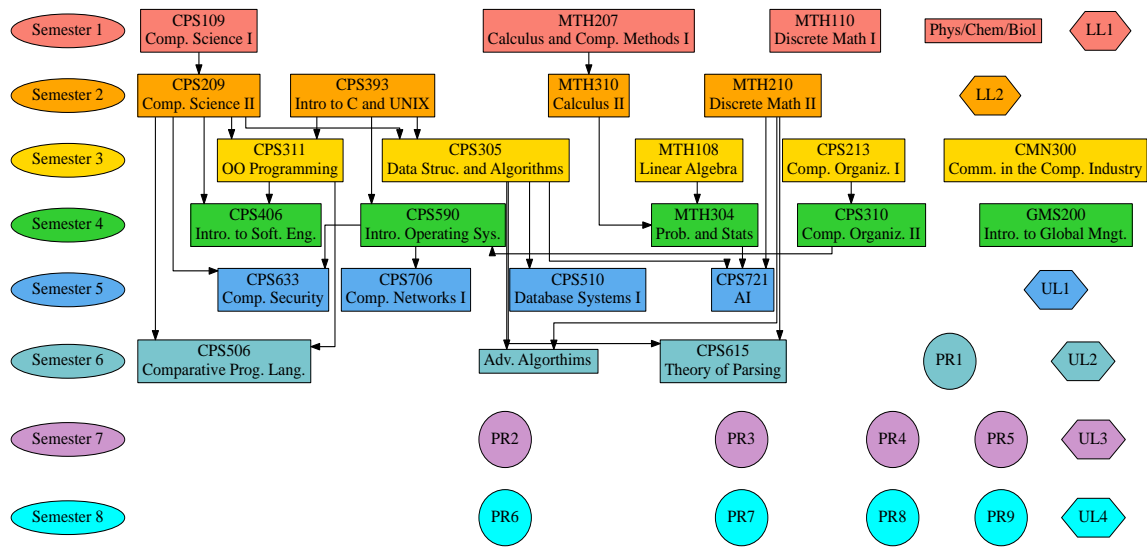 Semester 1
CPS109
Comp. Science I
MTH207
Calculus and Comp. Methods I
MTH110
Discrete Math I
Phys/Chem/Biol
LL1
Semester 2
CPS209
Comp. Science II
CPS393
Intro to C and UNIX
MTH310
Calculus II
MTH210
Discrete Math II
LL2
Semester 3
CPS311
OO Programming
CPS305
Data Struc. and Algorithms
MTH108
Linear Algebra
CPS213
Comp. Organiz. I
CMN300
Comm. in the Comp. Industry
Semester 4
CPS406
Intro. to Soft. Eng.
CPS590
Intro. Operating Sys.
MTH304
Prob. and Stats
CPS310
Comp. Organiz. II
GMS200
Intro. to Global Mngt.
Semester 5
CPS633
Comp. Security
CPS706
Comp. Networks I
CPS510
Database Systems I
CPS721
AI
UL1
Semester 6
CPS506
Comparative Prog. Lang.
Adv. Algorthims
CPS615
Theory of Parsing
PR1
UL2
Semester 7
PR2
PR3
PR4
PR5
UL3
Semester 8
PR6
PR7
PR8
PR9
UL4